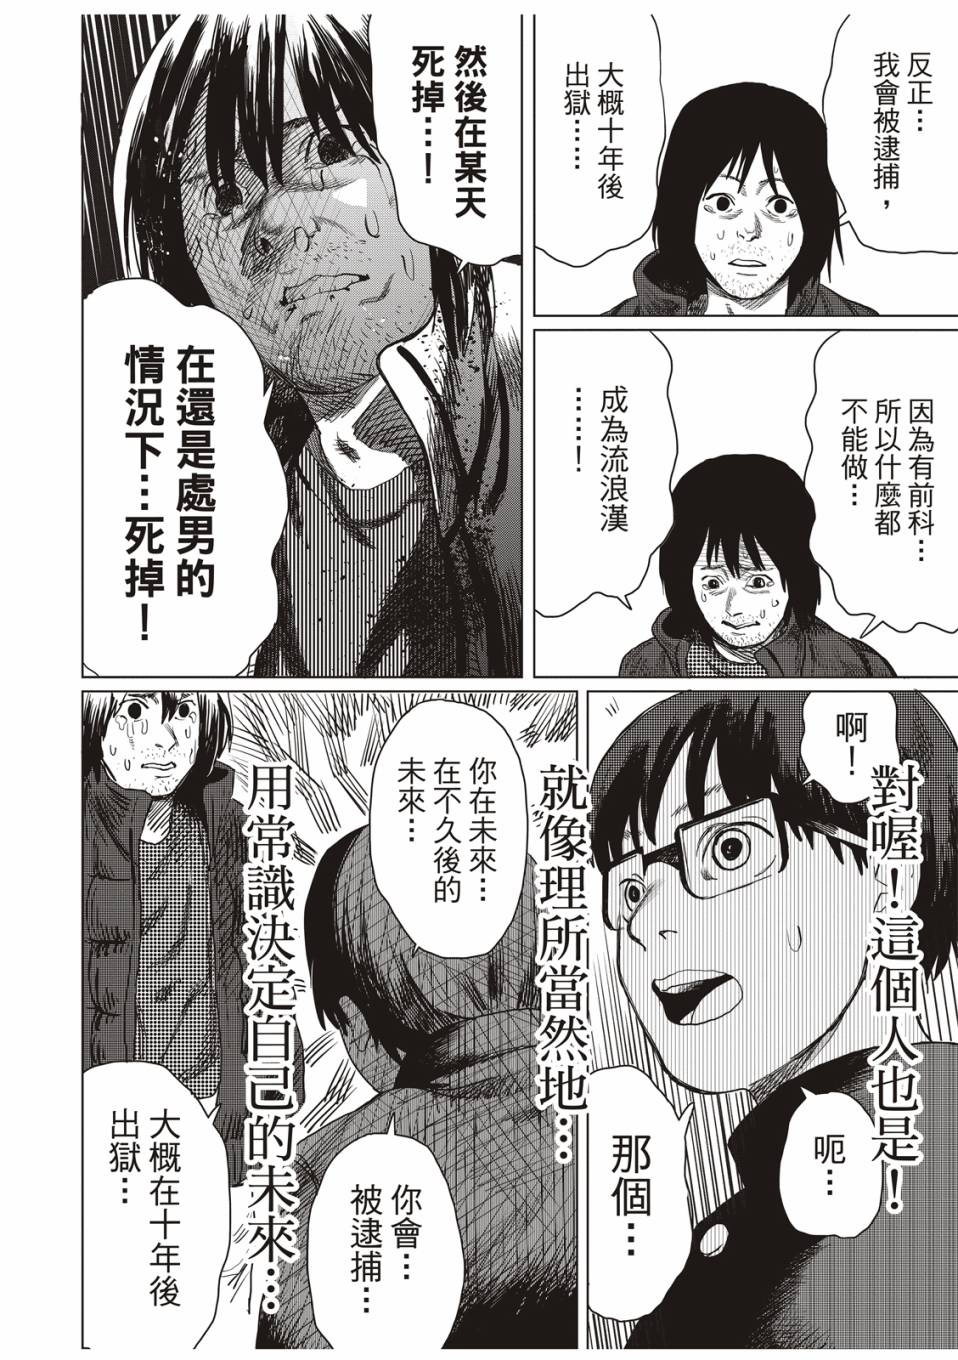 反正…
我會被逮捕，
大概十年後
出獄……
因為有前科…
所以什麼都
不能做…
成為流浪漢
……！
然後在某天
死掉…！
在還是處男的
情況下…死掉！
啊！
對喔！這個人也是！
呃…
那個…
就像理所當然地…
你在未來…
在不久後的
未來…
你會…
被逮捕…
用常識決定自己的未來…
大概在十年後
出獄…